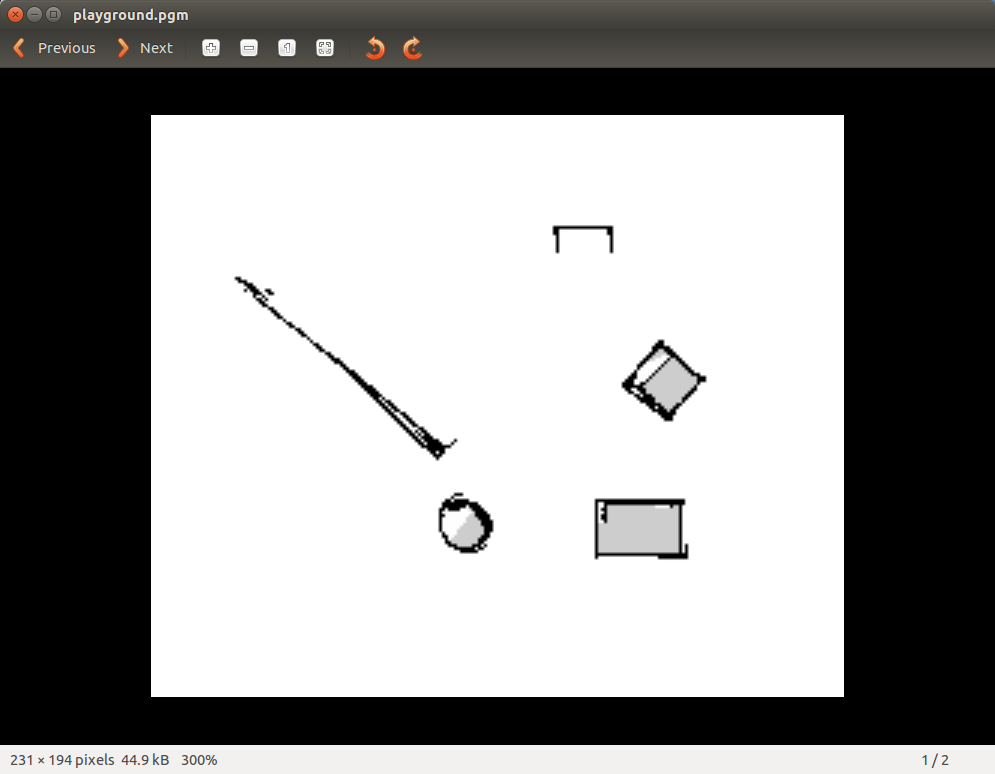 playground.pgm
Previous Next
231 × 194 pixels 44.9 kB 300% 1 / 2